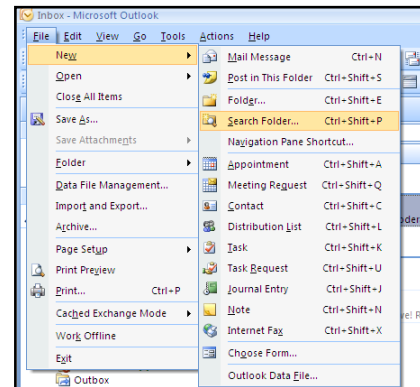 Inbox - Microsoft Outlook
File Edit View Go Tools Actions Help
New
Open
Close All Items
Save As...
Save Attachments
Folder
Data File Management...
Import and Export...
Archive...
Page Setup
Print Preview
Print... Ctrl+P
Cached Exchange Mode
Work Offline
Exit
Outbox
Mail Message Ctrl+N
Post in This Folder Ctrl+Shift+S
Folder... Ctrl+Shift+E
Search Folder... Ctrl+Shift+P
Navigation Pane Shortcut...
Appointment Ctrl+Shift+A
Meeting Request Ctrl+Shift+Q
Contact Ctrl+Shift+C
Distribution List Ctrl+Shift+L
Task Ctrl+Shift+K
Task Request Ctrl+Shift+U
Journal Entry Ctrl+Shift+J
Note Ctrl+Shift+N
Internet Fax Ctrl+Shift+X
Choose Form...
Outlook Data File...